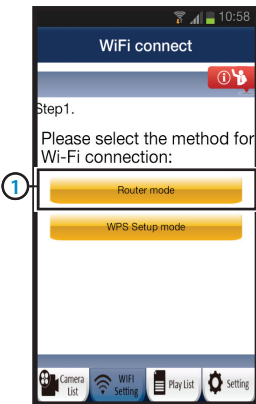 10:58
WiFi connect
Step1.
Please select the method for
Wi-Fi connection:
1
Router mode
WPS Setup mode
Camera
List
WIFI
Setting
Play List
Setting